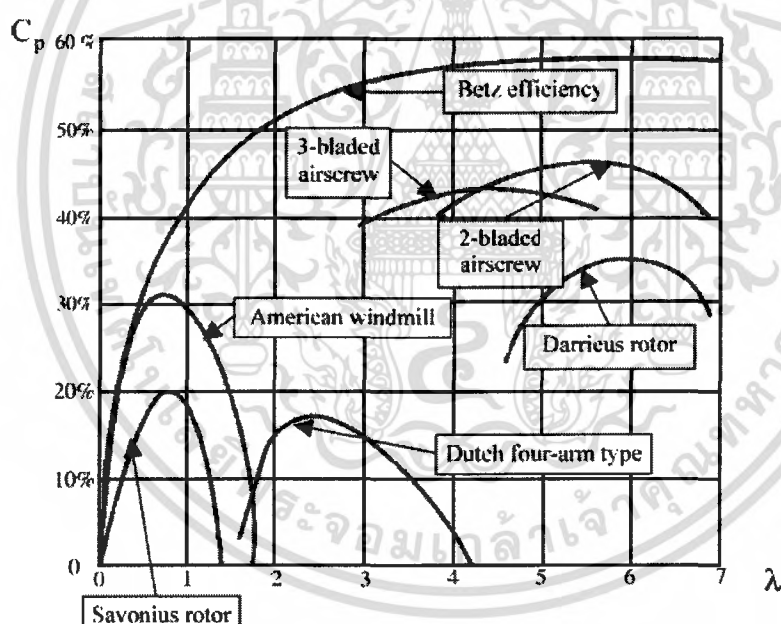 C p 60 %
Betz efficiency
3-bladed
airscrew
50%
40%
2-bladed
airscrew
30%
American windmill
Darrieus rotor
20%
Dutch four-arm type
10%
0
0 1 2 3 4 5 6 7 λ
Savonius rotor